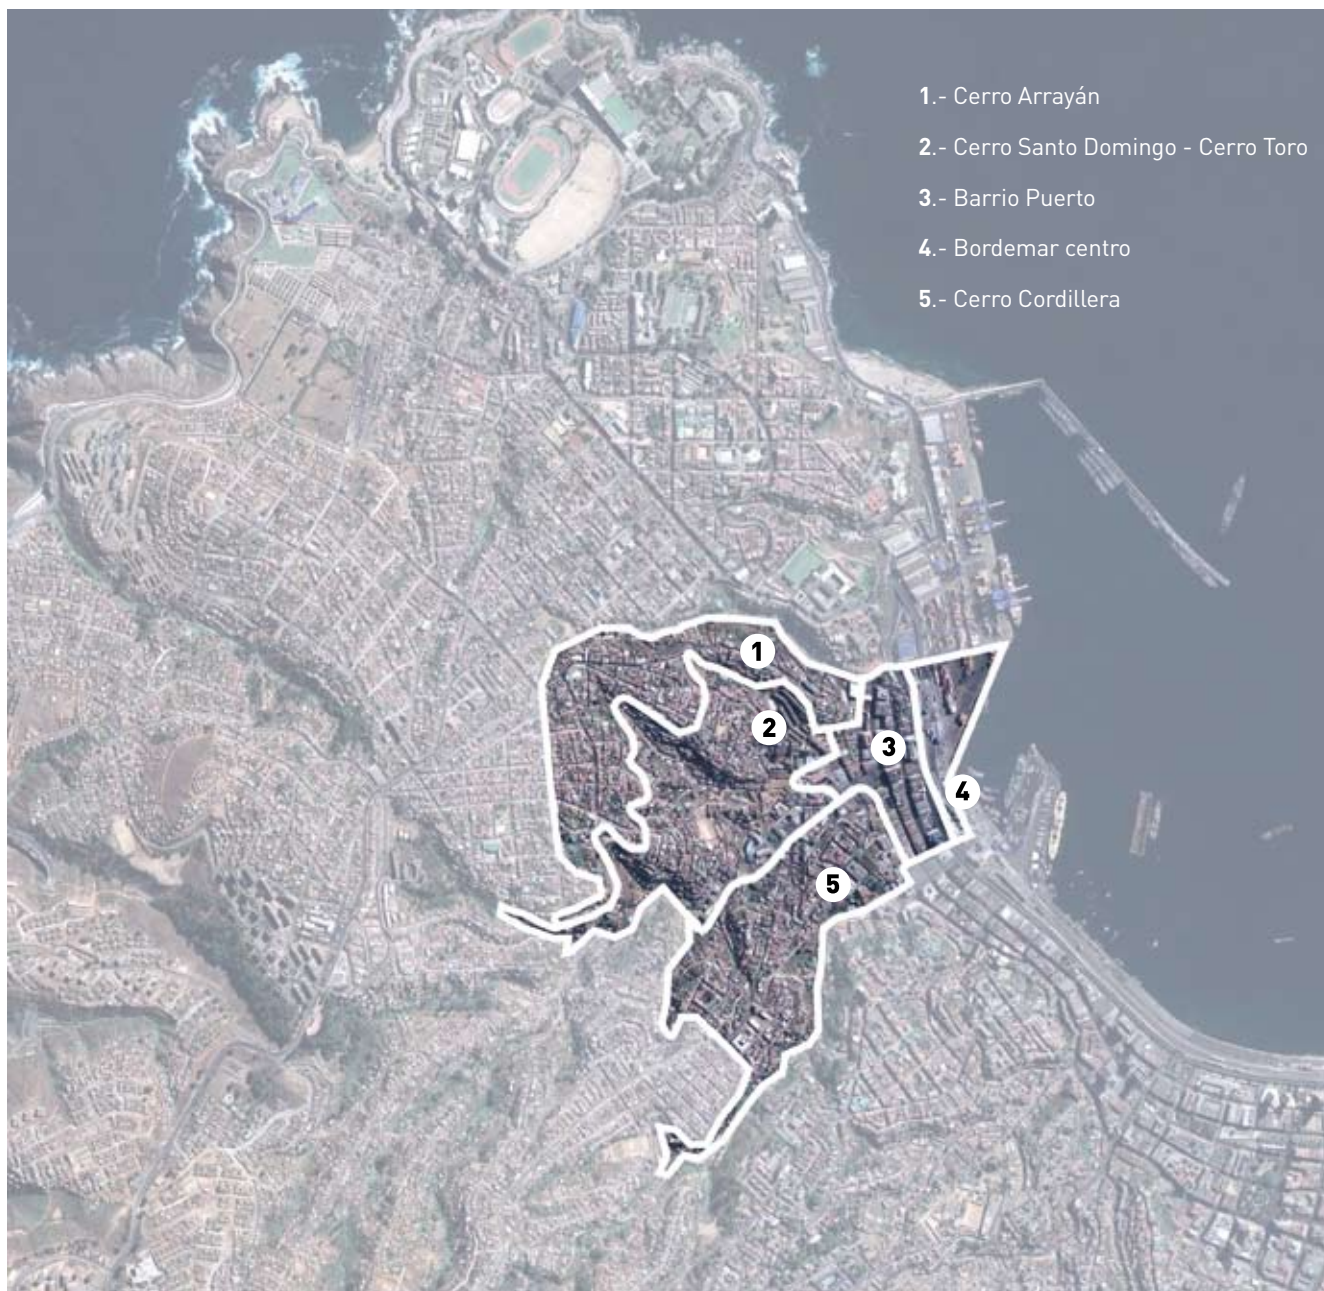 1.- Cerro Arrayán
2.- Cerro Santo Domingo - Cerro Toro
3.- Barrio Puerto
4.- Bordemar centro
5.- Cerro Cordillera
1
2
3
4
5